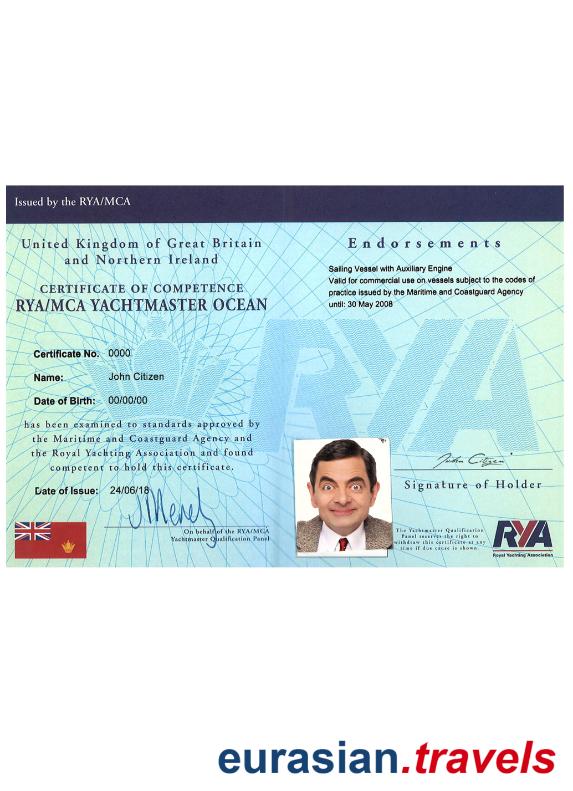 Issued by the RYA/MCA
United Kingdom of Great Britain
and Northern Ireland
CERTIFICATE OF COMPETENCE
RYA/MCA YACHTMASTER OCEAN
Certificate No. 0000
Name: John Citizen
Date of Birth: 00/00/00
has been examined to standards approved by
the Maritime and Coastguard Agency and
the Royal Yachting Association and found
competent to hold this certificate.
Date of Issue: 24/06/18
On behalf of the RYA/MCA
Yachtmaster Qualification Panel
Endorsements
Sailing Vessel with Auxiliary Engine
Valid for commercial use on vessels subject to the codes of
practice issued by the Maritime and Coastguard Agency
until: 30 May 2008
RYA
John Citizen
Signature of Holder
The Yachtmaster Qualification
Panel reserves the right to
withdraw this certificate at any
time if due cause is shown.
RYA
Royal Yachting Association
eurasian.travels